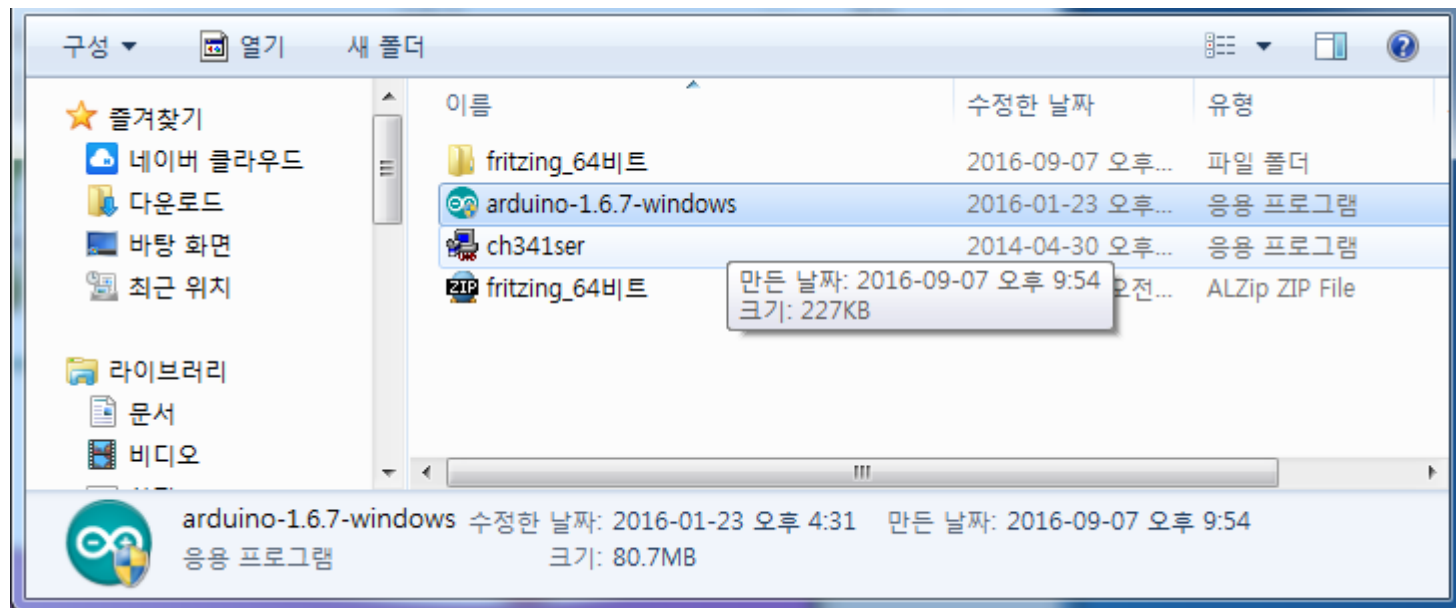 구성 열기 새 폴더
즐겨찾기
네이버 클라우드
다운로드
바탕 화면
최근 위치
라이브러리
문서
비디오
이름 수정한 날짜 유형
fritzing_64비트 2016-09-07 오후... 파일 폴더
arduino-1.6.7-windows 2016-01-23 오후... 응용 프로그램
ch341ser 2014-04-30 오후... 응용 프로그램
fritzing_64비트 오전... ALZip ZIP File
ZIP
만든 날짜: 2016-09-07 오후 9:54
크기: 227KB
arduino-1.6.7-windows 수정한 날짜: 2016-01-23 오후 4:31 만든 날짜: 2016-09-07 오후 9:54
응용 프로그램 크기: 80.7MB